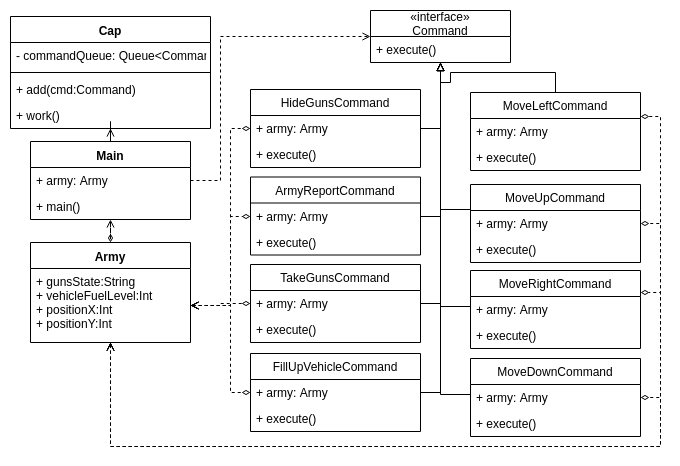 Cap
- commandQueue: Queue<Comma
+ add(cmd:Command)
+ work()
«interface»
Command
+ execute()
Main
+ army: Army
+ main()
Army
+ gunsState:String
+ vehicleFuelLevel:Int
+ positionX:Int
+ positionY:Int
HideGunsCommand
+ army: Army
+ execute()
ArmyReportCommand
+ army: Army
+ execute()
TakeGunsCommand
+ army: Army
+ execute()
FillUpVehicleCommand
+ army: Army
+ execute()
MoveLeftCommand
+ army: Army
+ execute()
MoveUpCommand
+ army: Army
+ execute()
MoveRightCommand
+ army: Army
+ execute()
MoveDownCommand
+ army: Army
+ execute()